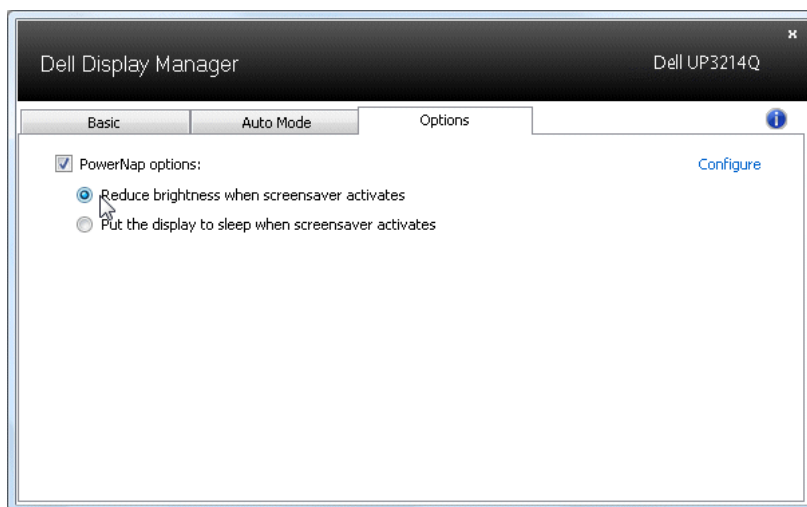 x
Dell Display Manager
Dell UP3214Q
Basic
Auto Mode
Options
i
PowerNap options:
Configure
Reduce brightness when screensaver activates
Put the display to sleep when screensaver activates